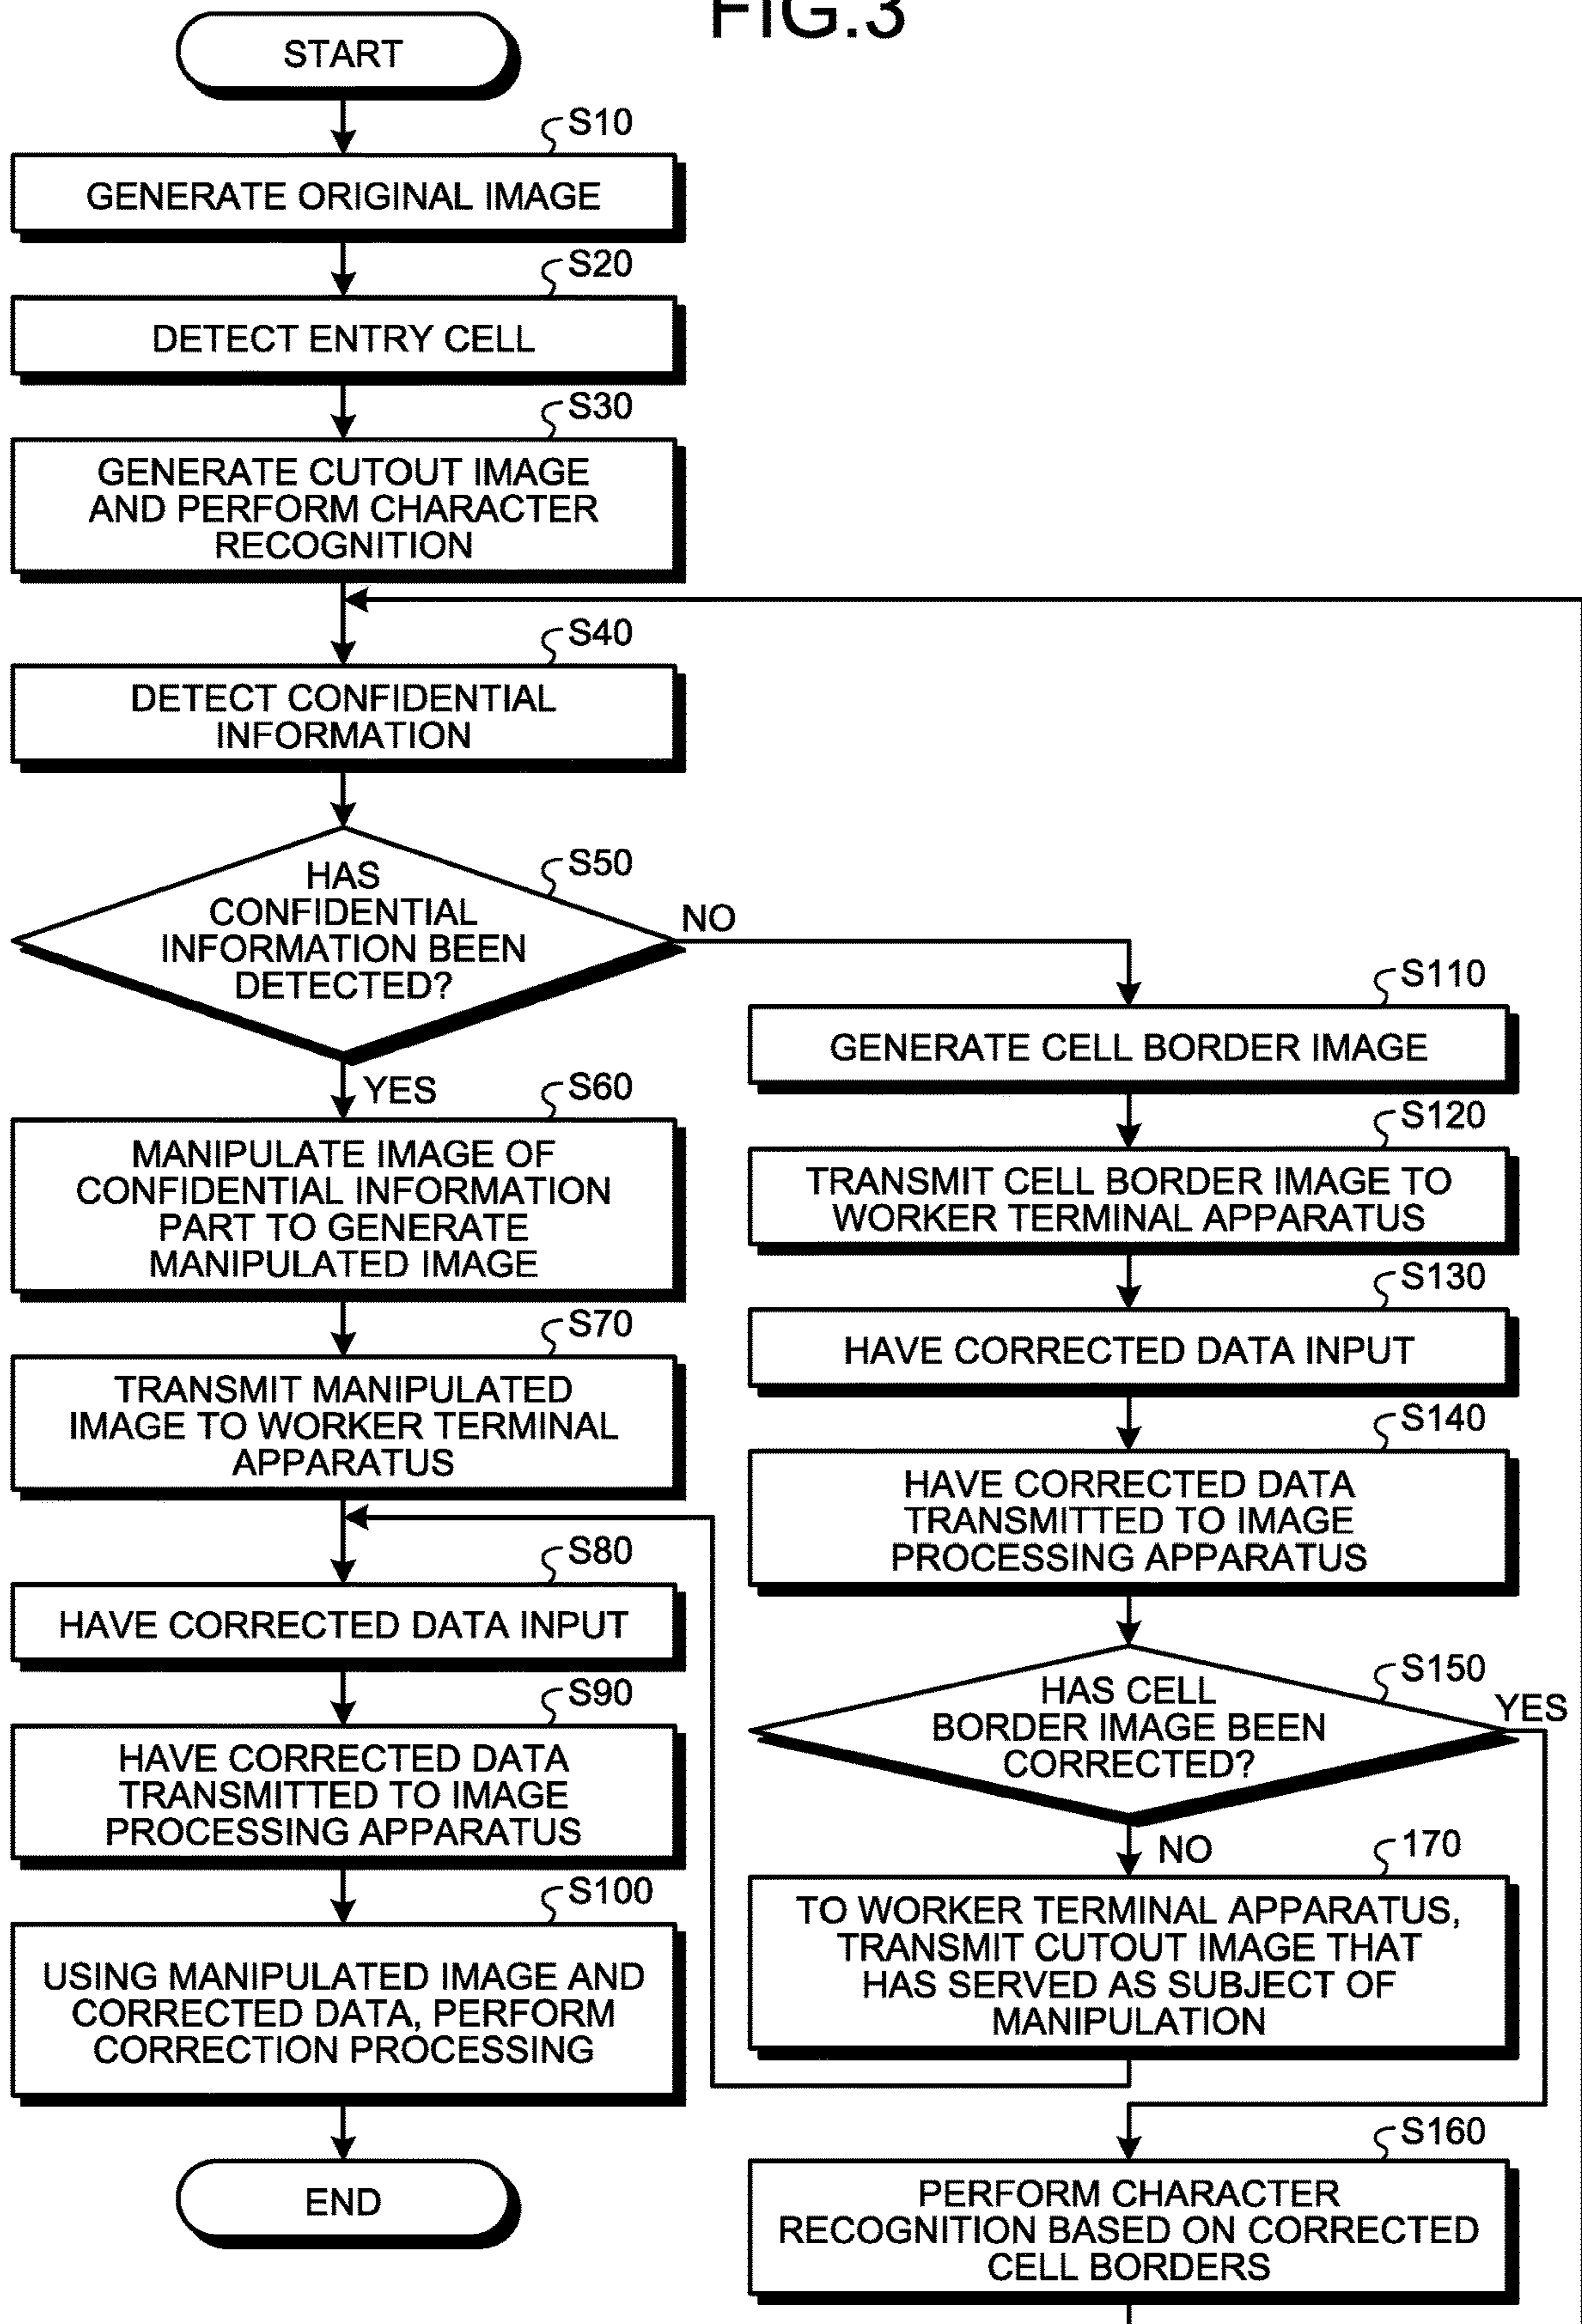 FIG.3
START
S10
GENERATE ORIGINAL IMAGE
S20
DETECT ENTRY CELL
S30
GENERATE CUTOUT IMAGE
AND PERFORM CHARACTER
RECOGNITION
S40
DETECT CONFIDENTIAL
INFORMATION
S50
HAS
CONFIDENTIAL
INFORMATION BEEN
DETECTED?
NO
YES
S60
MANIPULATE IMAGE OF
CONFIDENTIAL INFORMATION
PART TO GENERATE
MANIPULATED IMAGE
S70
TRANSMIT MANIPULATED
IMAGE TO WORKER TERMINAL
APPARATUS
S80
HAVE CORRECTED DATA INPUT
S90
HAVE CORRECTED DATA
TRANSMITTED TO IMAGE
PROCESSING APPARATUS
S100
USING MANIPULATED IMAGE AND
CORRECTED DATA, PERFORM
CORRECTION PROCESSING
END
S110
GENERATE CELL BORDER IMAGE
S120
TRANSMIT CELL BORDER IMAGE TO
WORKER TERMINAL APPARATUS
S130
HAVE CORRECTED DATA INPUT
S140
HAVE CORRECTED DATA
TRANSMITTED TO IMAGE
PROCESSING APPARATUS
S150
HAS CELL
BORDER IMAGE BEEN
CORRECTED?
YES
NO
170
TO WORKER TERMINAL APPARATUS,
TRANSMIT CUTOUT IMAGE THAT
HAS SERVED AS SUBJECT OF
MANIPULATION
S160
PERFORM CHARACTER
RECOGNITION BASED ON CORRECTED
CELL BORDERS